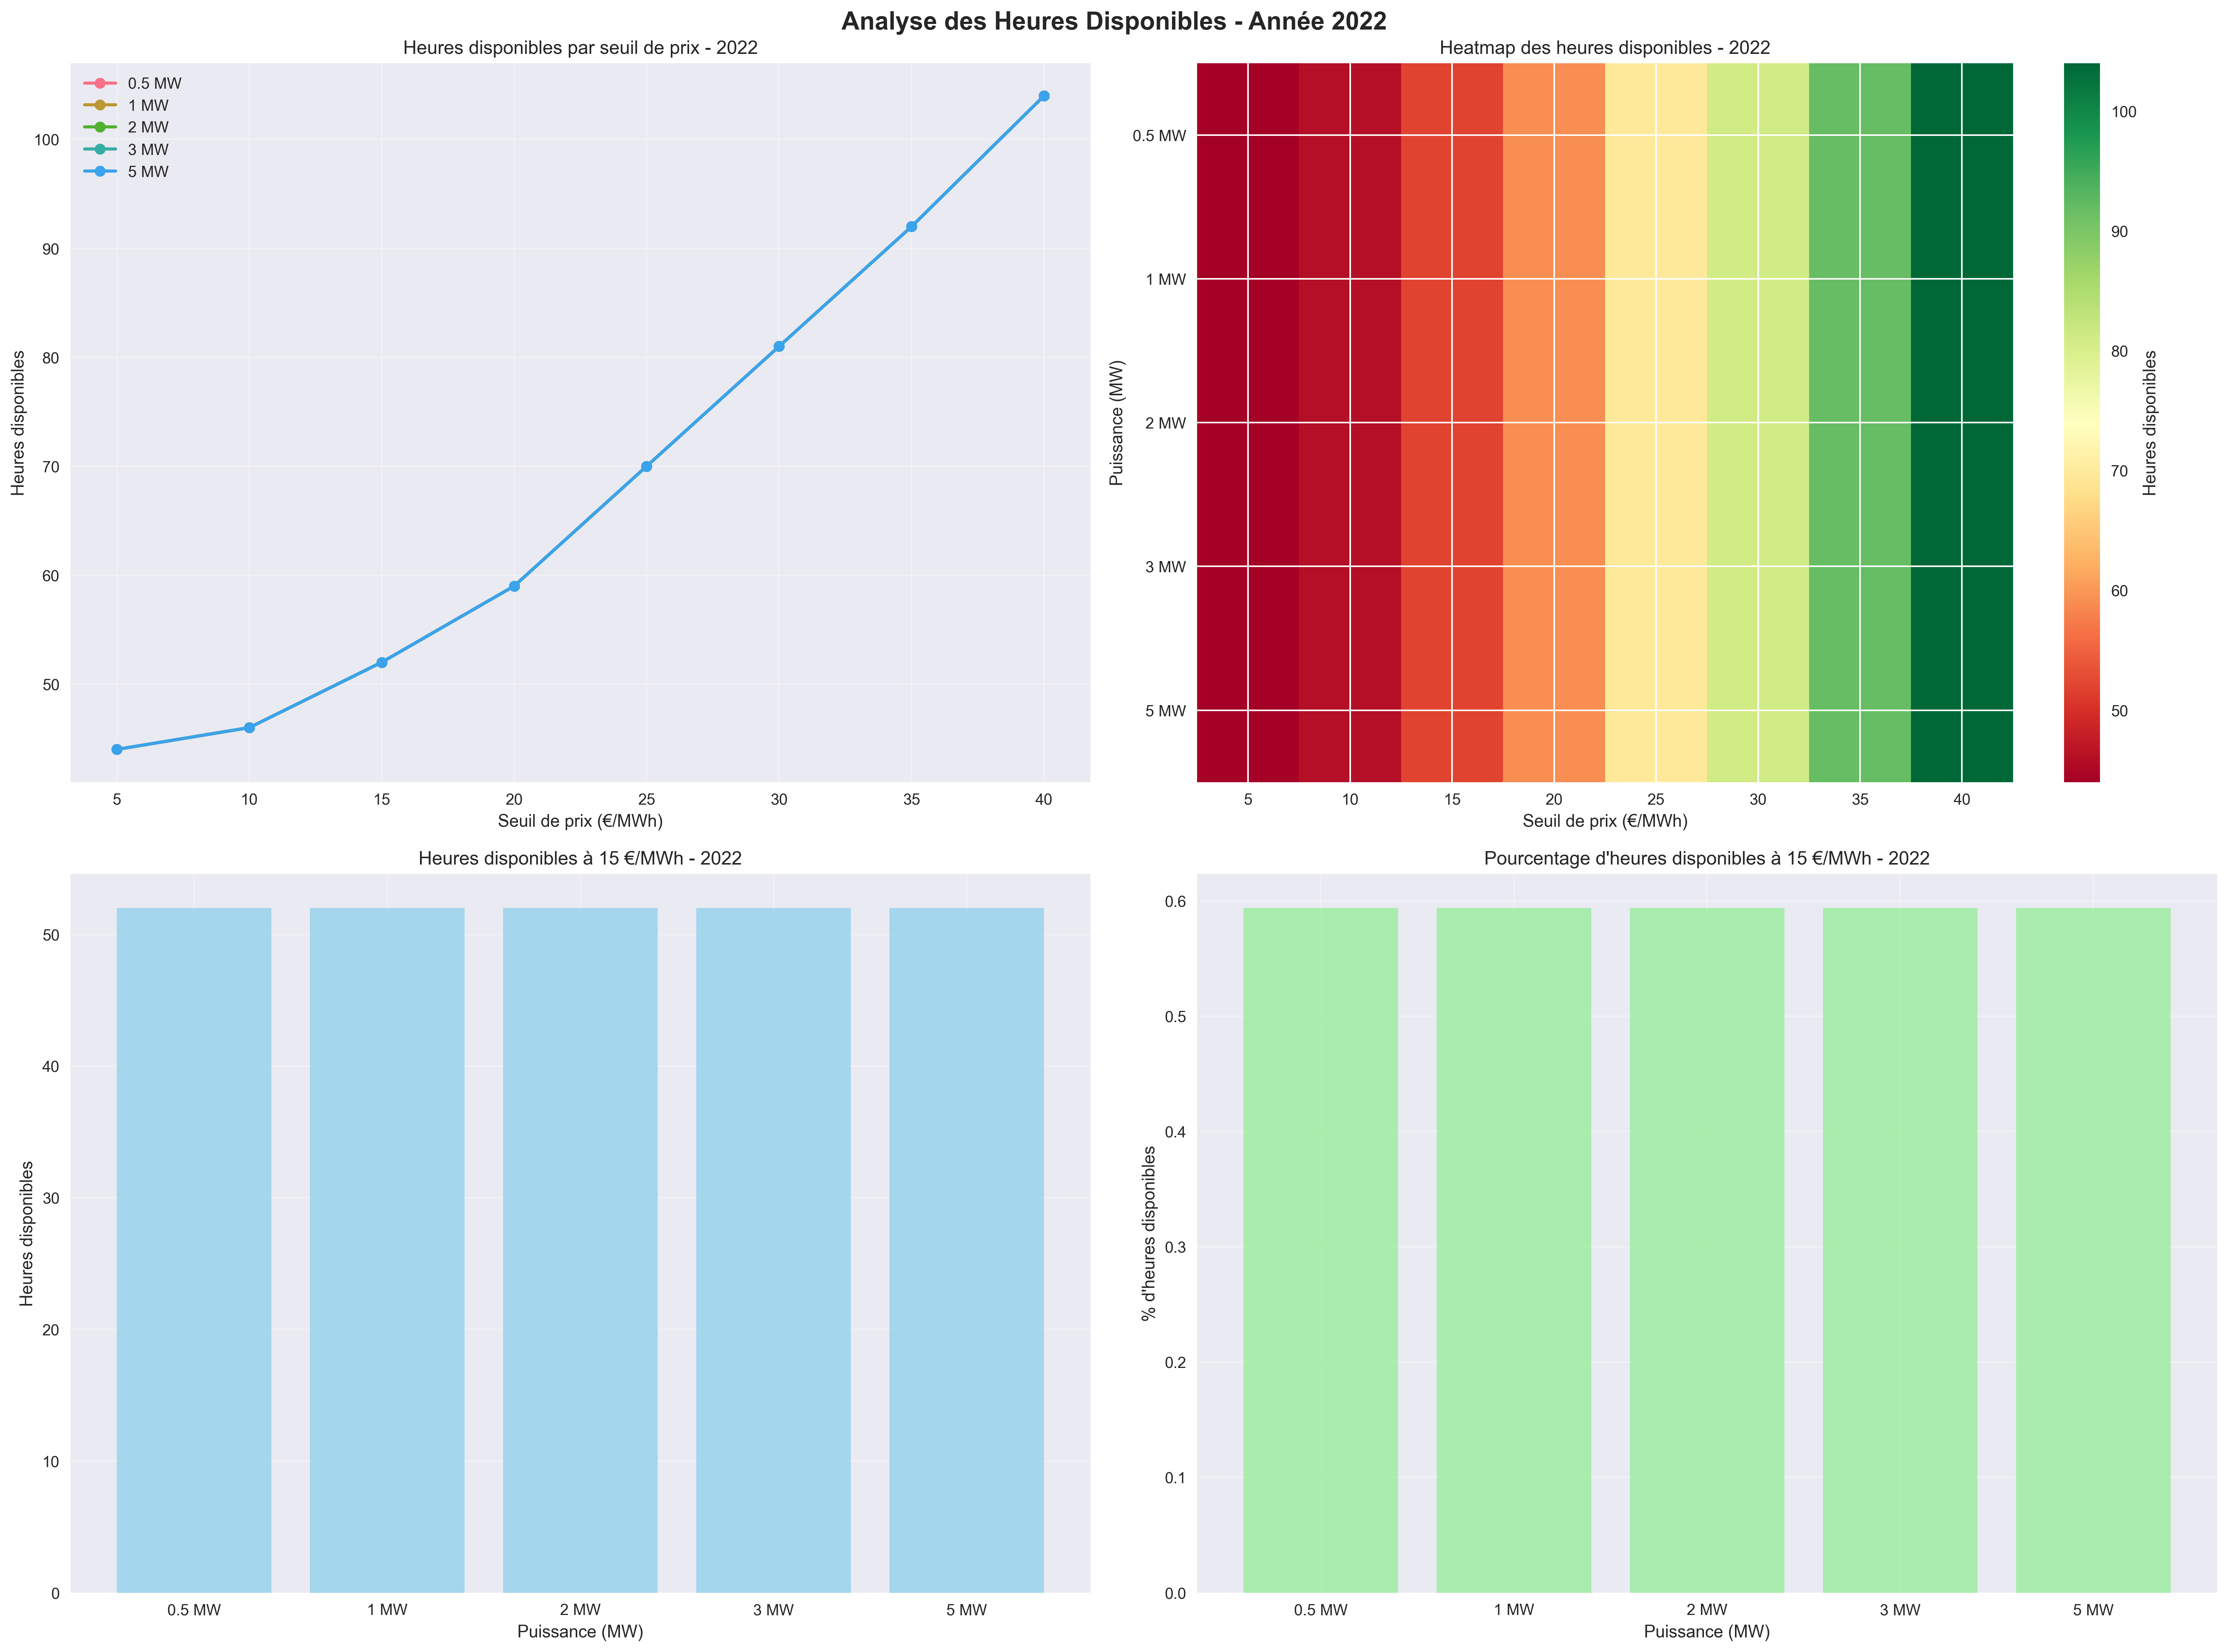 Analyse des Heures Disponibles - Année 2022
Heures disponibles par seuil de prix - 2022
0.5 MW
1 MW
2 MW
3 MW
5 MW
100
90
80
70
60
50
Heures disponibles
5 10 15 20 25 30 35 40
Seuil de prix (€/MWh)
Heatmap des heures disponibles - 2022
0.5 MW
1 MW
2 MW
3 MW
5 MW
Puissance (MW)
5 10 15 20 25 30 35 40
Seuil de prix (€/MWh)
100
90
80
70
60
50
Heures disponibles
Heures disponibles à 15 €/MWh - 2022
50
40
30
20
10
0
Heures disponibles
0.5 MW 1 MW 2 MW 3 MW 5 MW
Puissance (MW)
Pourcentage d'heures disponibles à 15 €/MWh - 2022
0.6
0.5
0.4
0.3
0.2
0.1
0.0
% d'heures disponibles
0.5 MW 1 MW 2 MW 3 MW 5 MW
Puissance (MW)